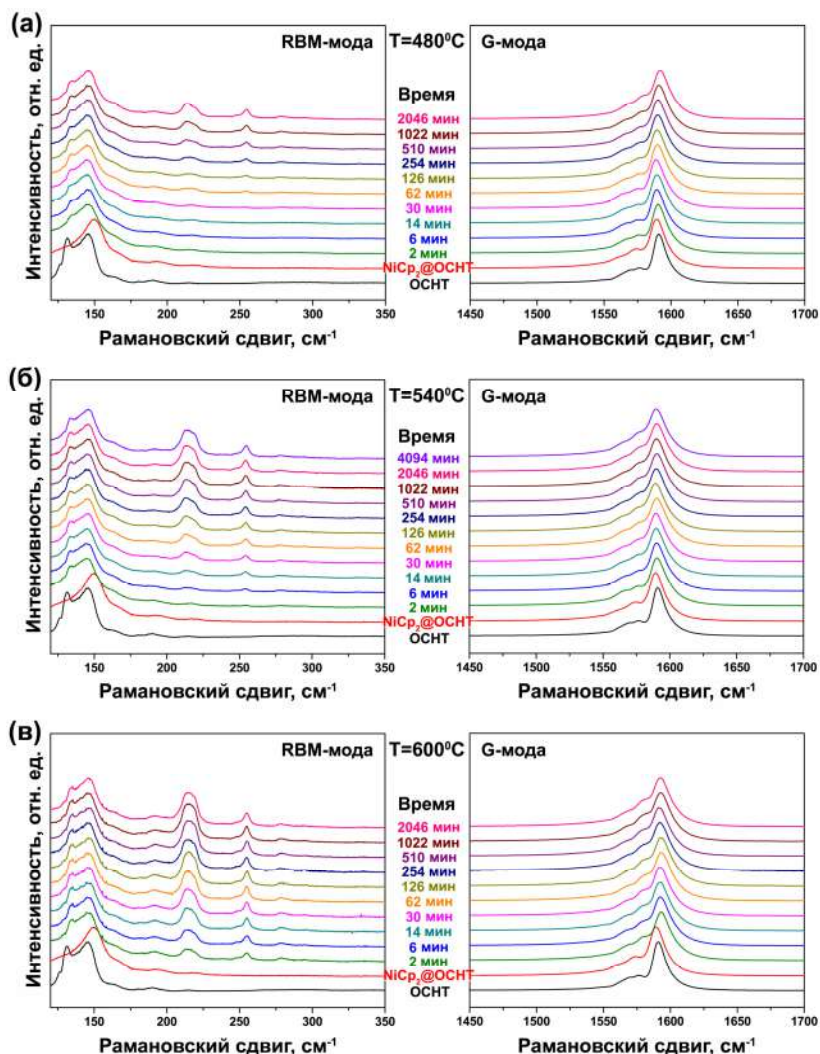 (а)
RBM-мода
T=480⁰C
G-мода
Интенсивность, отн. ед.
Время
2046 мин
1022 мин
510 мин
254 мин
126 мин
62 мин
30 мин
14 мин
6 мин
2 мин
NiCp₂@ОСНТ
ОСНТ
150 200 250 300 350
1450 1500 1550 1600 1650 1700
Рамановский сдвиг, см⁻¹
Рамановский сдвиг, см⁻¹
(б)
RBM-мода
T=540⁰C
G-мода
Интенсивность, отн. ед.
Время
4094 мин
2046 мин
1022 мин
510 мин
254 мин
126 мин
62 мин
30 мин
14 мин
6 мин
2 мин
NiCp₂@ОСНТ
ОСНТ
150 200 250 300 350
1450 1500 1550 1600 1650 1700
Рамановский сдвиг, см⁻¹
Рамановский сдвиг, см⁻¹
(в)
RBM-мода
T=600⁰C
G-мода
Интенсивность, отн. ед.
Время
2046 мин
1022 мин
510 мин
254 мин
126 мин
62 мин
30 мин
14 мин
6 мин
2 мин
NiCp₂@ОСНТ
ОСНТ
150 200 250 300 350
1450 1500 1550 1600 1650 1700
Рамановский сдвиг, см⁻¹
Рамановский сдвиг, см⁻¹